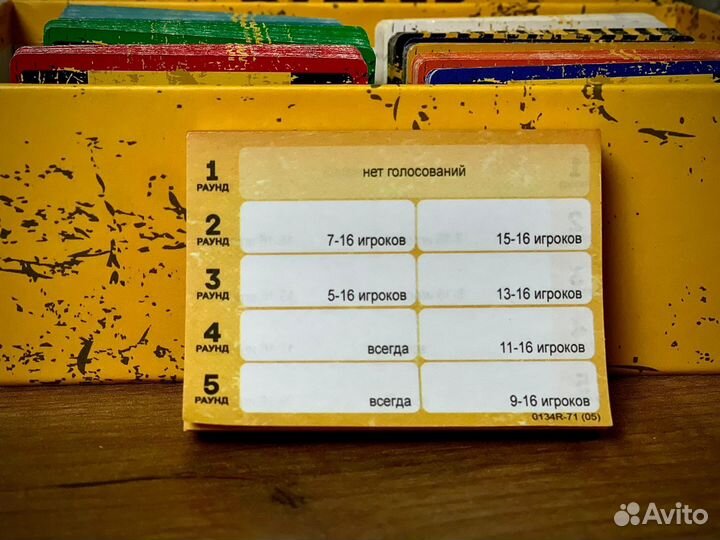 1
РАУНД
нет голосований
2
РАУНД
7-16 игроков
15-16 игроков
3
РАУНД
5-16 игроков
13-16 игроков
4
РАУНД
всегда
11-16 игроков
5
РАУНД
всегда
9-16 игроков
0134R-71 (05)
Avito